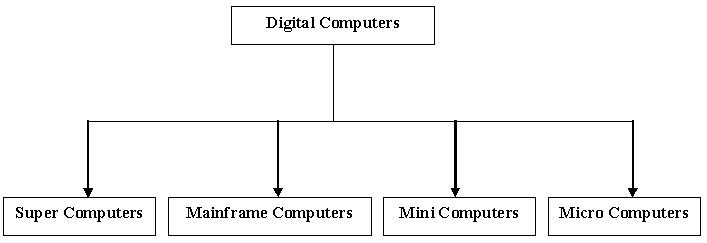 Digital Computers
Super Computers
Mainframe Computers
Mini Computers
Micro Computers